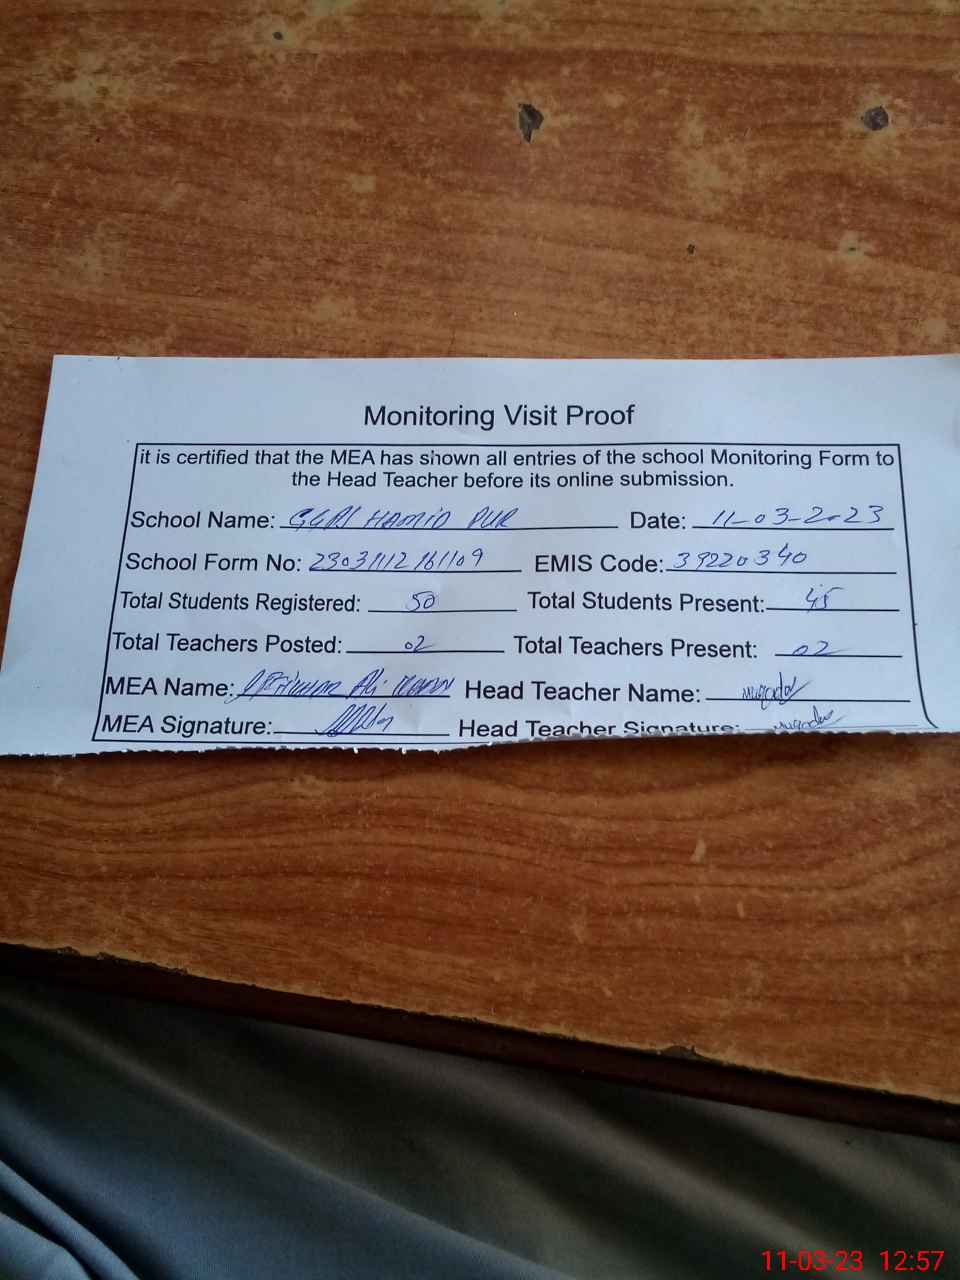 Monitoring Visit Proof
it is certified that the MEA has shown all entries of the school Monitoring Form to
the Head Teacher before its online submission.
School Name: GGPS HAMID PUR Date: 11-03-2023
School Form No: 23031112161109 EMIS Code: 39220340
Total Students Registered: 50 Total Students Present: 45
Total Teachers Posted: 02 Total Teachers Present: 02
MEA Name: Ali Head Teacher Name:
MEA Signature: Head Teacher Signature:
11-03-23 12:57